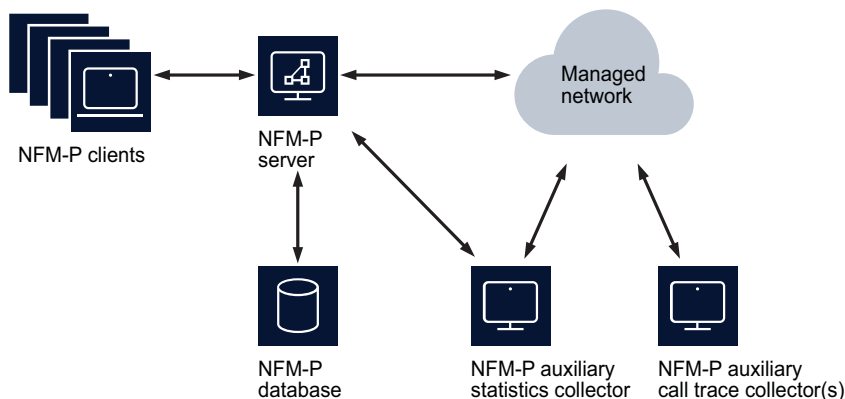 Managed
network
NFM-P clients
NFM-P
server
NFM-P
database
NFM-P auxiliary
statistics collector
NFM-P auxiliary
call trace collector(s)